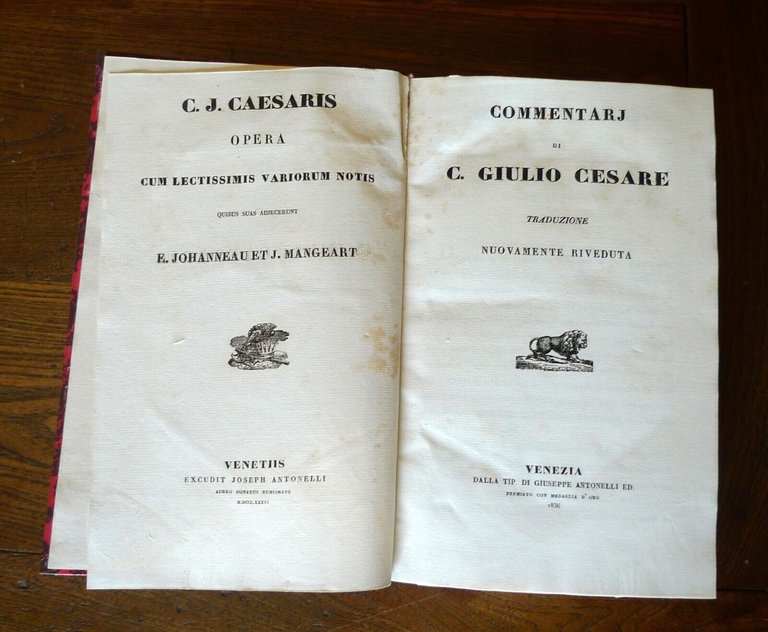 C. J. CAESARIS
OPERA
CUM LECTISSIMIS VARIORUM NOTIS
QUIBUS SUAS ADJECERUNT
E. JOHANNEAU ET J. MANGEART
VENETIIS
EXCUDIT JOSEPH ANTONELLI
AUREO DONATUS NUMISMATE
M.DCCC.XXXVI
COMMENTARJ
DI
C. GIULIO CESARE
TRADUZIONE
NUOVAMENTE RIVEDUTA
VENEZIA
DALLA TIP. DI GIUSEPPE ANTONELLI ED.
PREMIATO CON MEDAGLIA D'ORO
1836